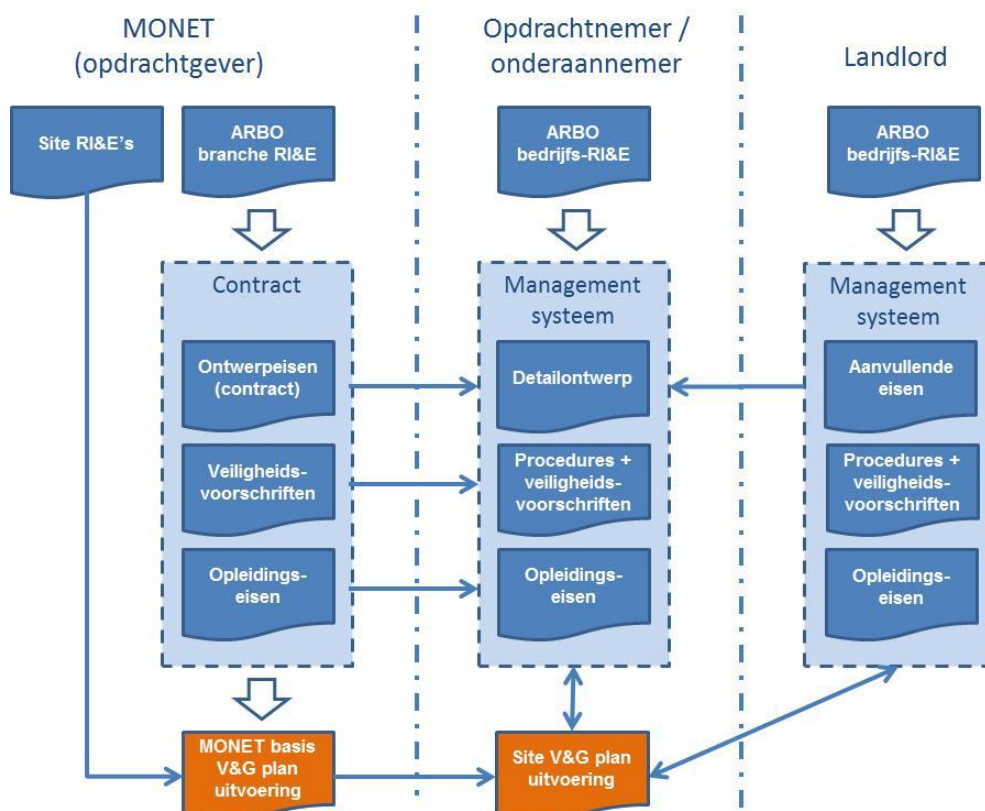 MONET
(opdrachtgever)
Opdrachtnemer /
onderaannemer
Landlord
Site RI&E's
ARBO
branche RI&E
ARBO
bedrijfs-RI&E
ARBO
bedrijfs-RI&E
Contract
Management
systeem
Management
systeem
Ontwerpeisen
(contract)
Detailontwerp
Aanvullende
eisen
Veiligheids-
voorschriften
Procedures +
veiligheids-
voorschriften
Procedures +
veiligheids-
voorschriften
Opleidings-
eisen
Opleidings-
eisen
Opleidings-
eisen
MONET basis
V&G plan
uitvoering
Site V&G plan
uitvoering